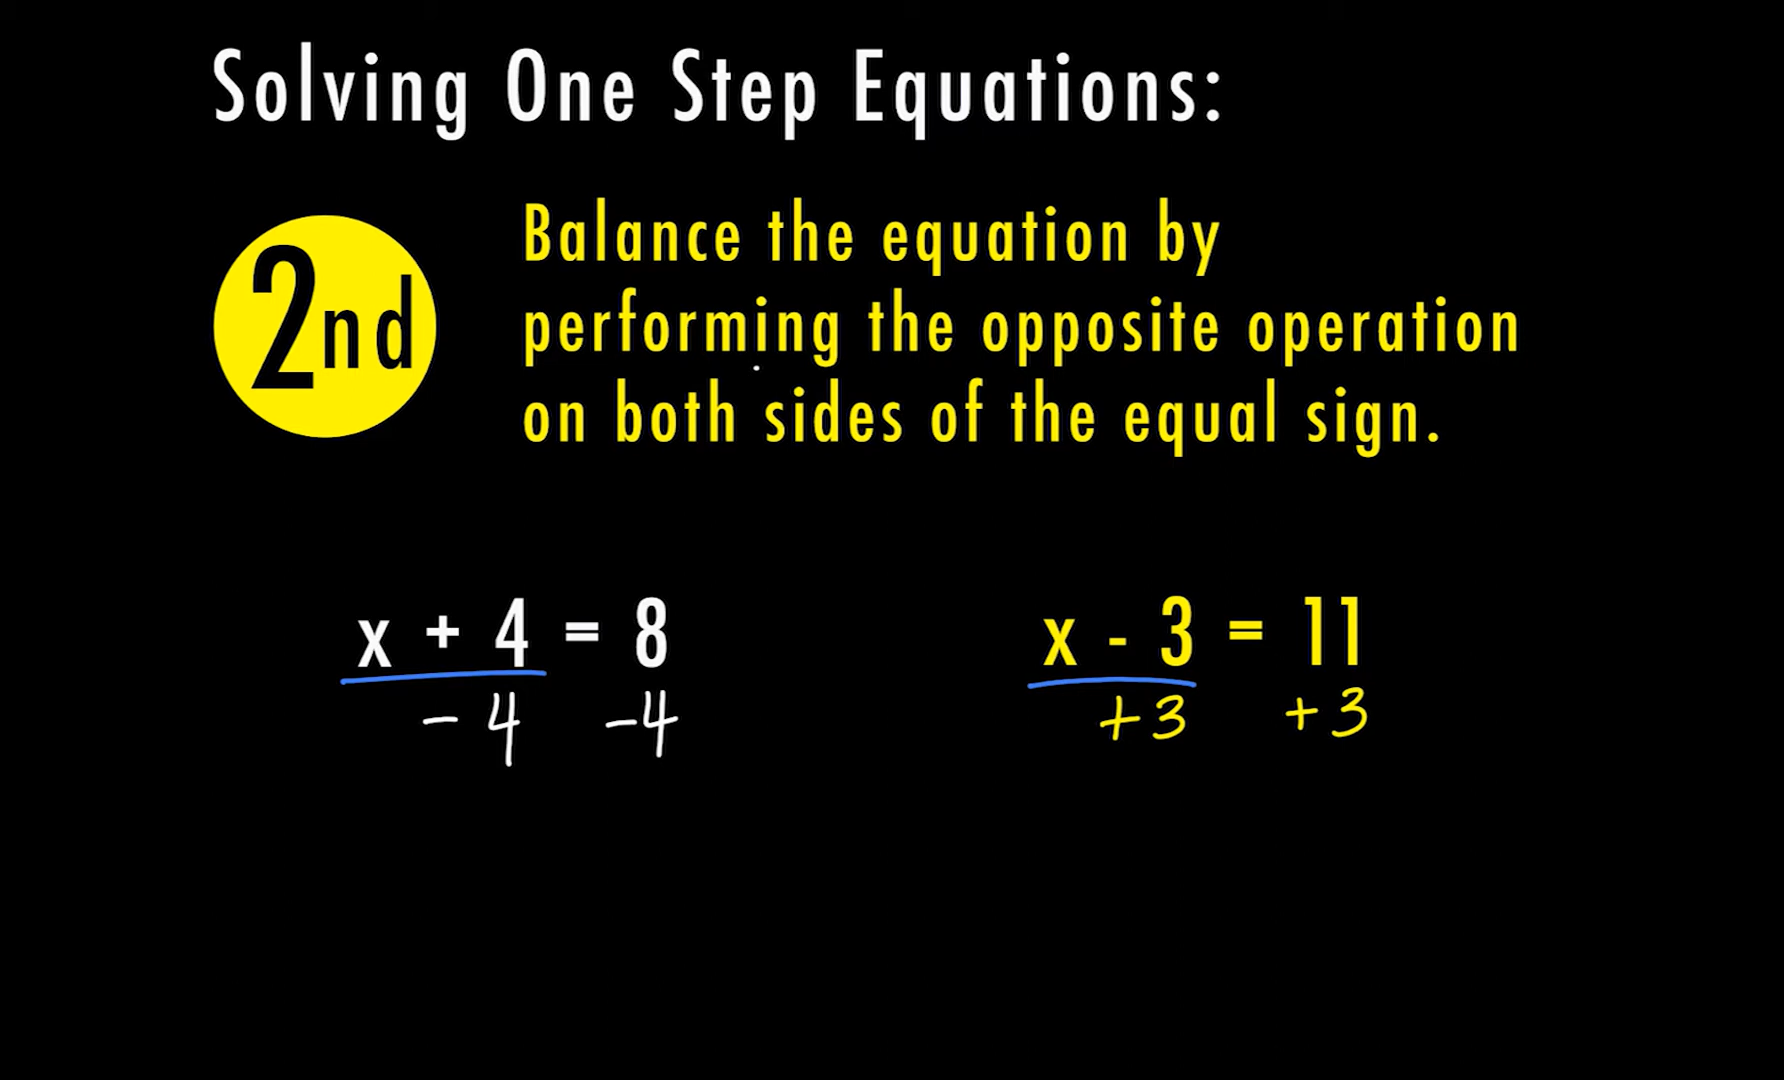 Solving One Step Equations:
2nd
Balance the equation by
performing the opposite operation
on both sides of the equal sign.
x + 4 = 8
- 4 -4
x - 3 = 11
+3 +3